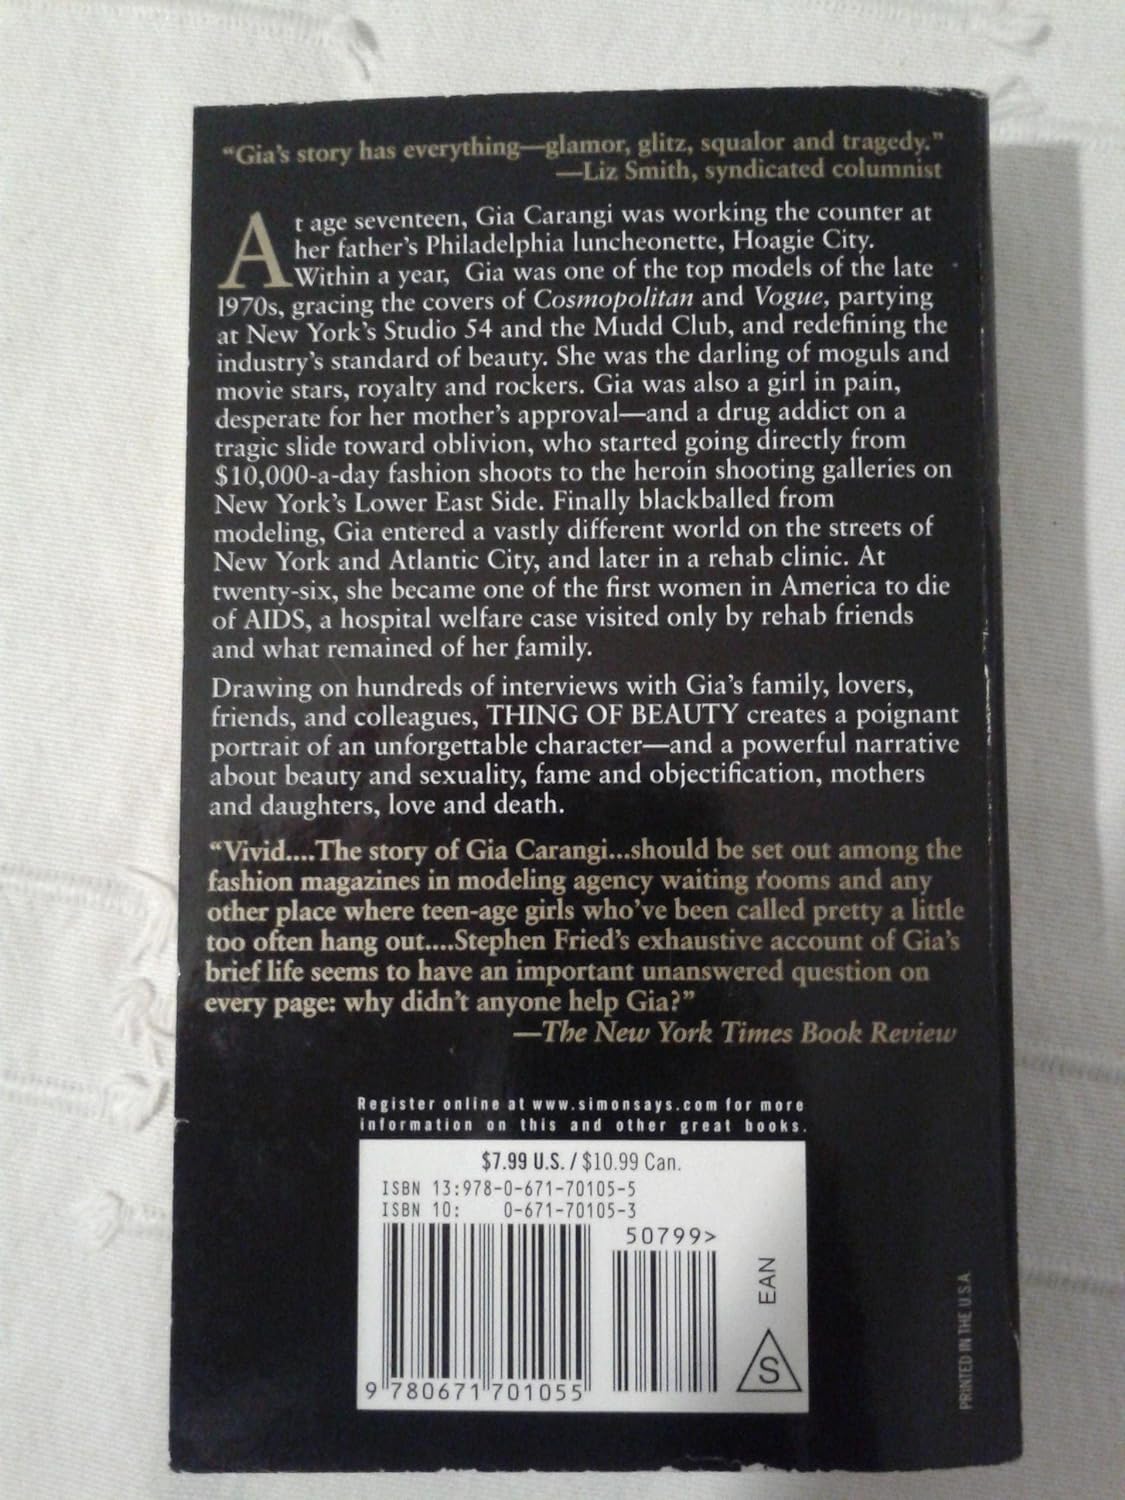 “Gia’s story has everything—glamor, glitz, squalor and tragedy.”
—Liz Smith, syndicated columnist
At age seventeen, Gia Carangi was working the counter at
her father’s Philadelphia luncheonette, Hoagie City.
Within a year, Gia was one of the top models of the late
1970s, gracing the covers of Cosmopolitan and Vogue, partying
at New York’s Studio 54 and the Mudd Club, and redefining the
industry’s standard of beauty. She was the darling of moguls and
movie stars, royalty and rockers. Gia was also a girl in pain,
desperate for her mother’s approval—and a drug addict on a
tragic slide toward oblivion, who started going directly from
$10,000-a-day fashion shoots to the heroin shooting galleries on
New York’s Lower East Side. Finally blackballed from
modeling, Gia entered a vastly different world on the streets of
New York and Atlantic City, and later in a rehab clinic. At
twenty-six, she became one of the first women in America to die
of AIDS, a hospital welfare case visited only by rehab friends
and what remained of her family.
Drawing on hundreds of interviews with Gia’s family, lovers,
friends, and colleagues, THING OF BEAUTY creates a poignant
portrait of an unforgettable character—and a powerful narrative
about beauty and sexuality, fame and objectification, mothers
and daughters, love and death.
“Vivid....The story of Gia Carangi...should be set out among the
fashion magazines in modeling agency waiting rooms and any
other place where teen-age girls who’ve been called pretty a little
too often hang out....Stephen Fried’s exhaustive account of Gia’s
brief life seems to have an important unanswered question on
every page: why didn’t anyone help Gia?”
—The New York Times Book Review
Register online at www.simonsays.com for more
information on this and other great books.
$7.99 U.S. / $10.99 Can.
ISBN 13:978-0-671-70105-5
ISBN 10: 0-671-70105-3
50799>
EAN
S
9 780671 701055
PRINTED IN THE U.S.A.